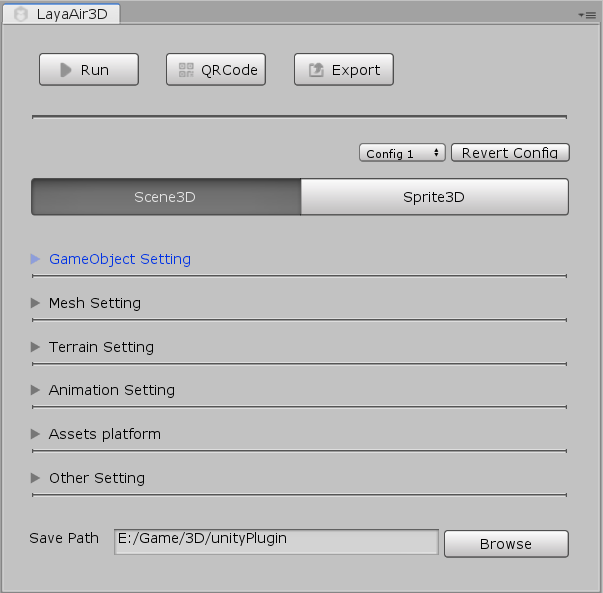 LayaAir3D
Run QRCode Export
Config 1 Revert Config
Scene3D Sprite3D
GameObject Setting
Mesh Setting
Terrain Setting
Animation Setting
Assets platform
Other Setting
Save Path E:/Game/3D/unityPlugin Browse